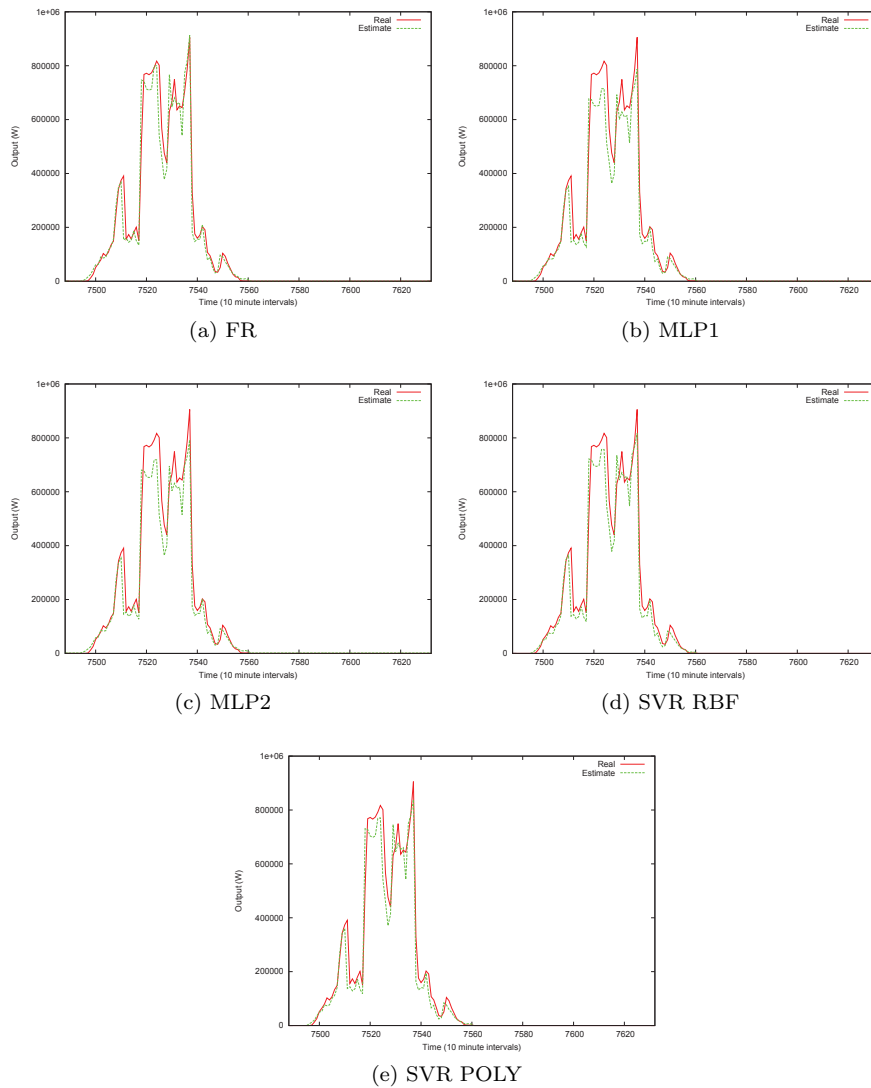 1e+06
800000
600000
400000
200000
0
Output (W)
Real
Estimate
7500 7520 7540 7560 7580 7600 7620
Time (10 minute intervals)
(a) FR
1e+06
800000
600000
400000
200000
0
Output (W)
Real
Estimate
7500 7520 7540 7560 7580 7600 7620
Time (10 minute intervals)
(b) MLP1
1e+06
800000
600000
400000
200000
0
Output (W)
Real
Estimate
7500 7520 7540 7560 7580 7600 7620
Time (10 minute intervals)
(c) MLP2
1e+06
800000
600000
400000
200000
0
Output (W)
Real
Estimate
7500 7520 7540 7560 7580 7600 7620
Time (10 minute intervals)
(d) SVR RBF
1e+06
800000
600000
400000
200000
0
Output (W)
Real
Estimate
7500 7520 7540 7560 7580 7600 7620
Time (10 minute intervals)
(e) SVR POLY